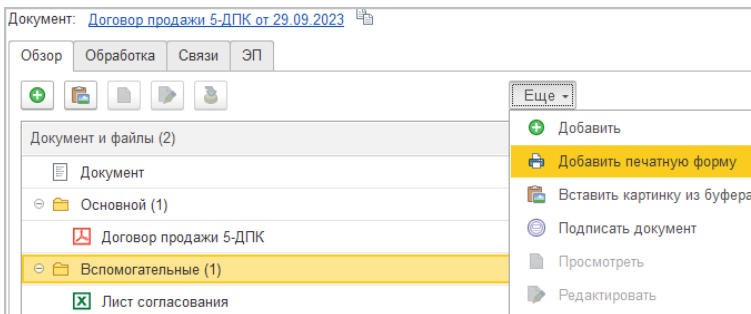 Документ: Договор продажи 5-ДПК от 29.09.2023
Обзор Обработка Связи ЭП
Еще
Документ и файлы (2)
Документ
Основной (1)
Договор продажи 5-ДПК
Вспомогательные (1)
Лист согласования
Добавить
Добавить печатную форму
Вставить картинку из буфера
Подписать документ
Просмотреть
Редактировать